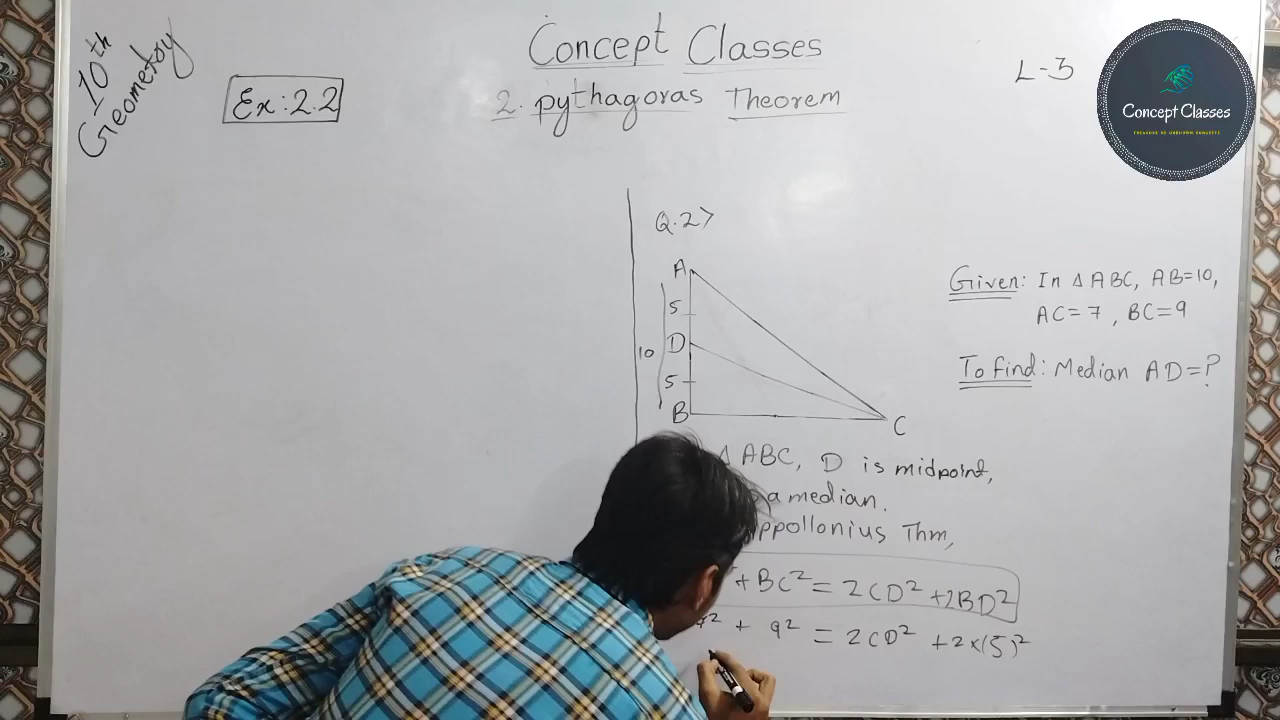 10th
Geometry
Ex: 2.2
Concept Classes
2. pythagoras Theorem
L-3
Concept Classes
Q.2>
A
5
D
10
5
B
C
Given: In △ ABC, AB=10,
AC= 7, BC=9
To find: Median AD=?
△ ABC, D is midpoint,
a median.
ppollonius Thm,
+ BC² = 2CD² +2BD²
7² + 9² = 2CD² +2×(5)²